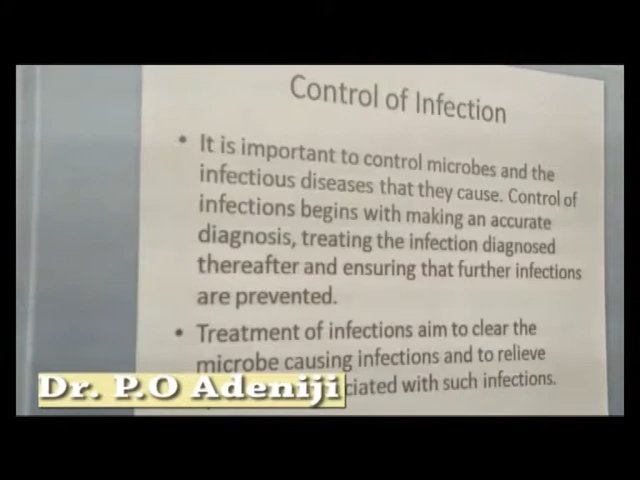 Control of Infection
• It is important to control microbes and the
infectious diseases that they cause. Control of
infections begins with making an accurate
diagnosis, treating the infection diagnosed
thereafter and ensuring that further infections
are prevented.
• Treatment of infections aim to clear the
microbe causing infections and to relieve
ciated with such infections.
Dr. P.O Adeniji